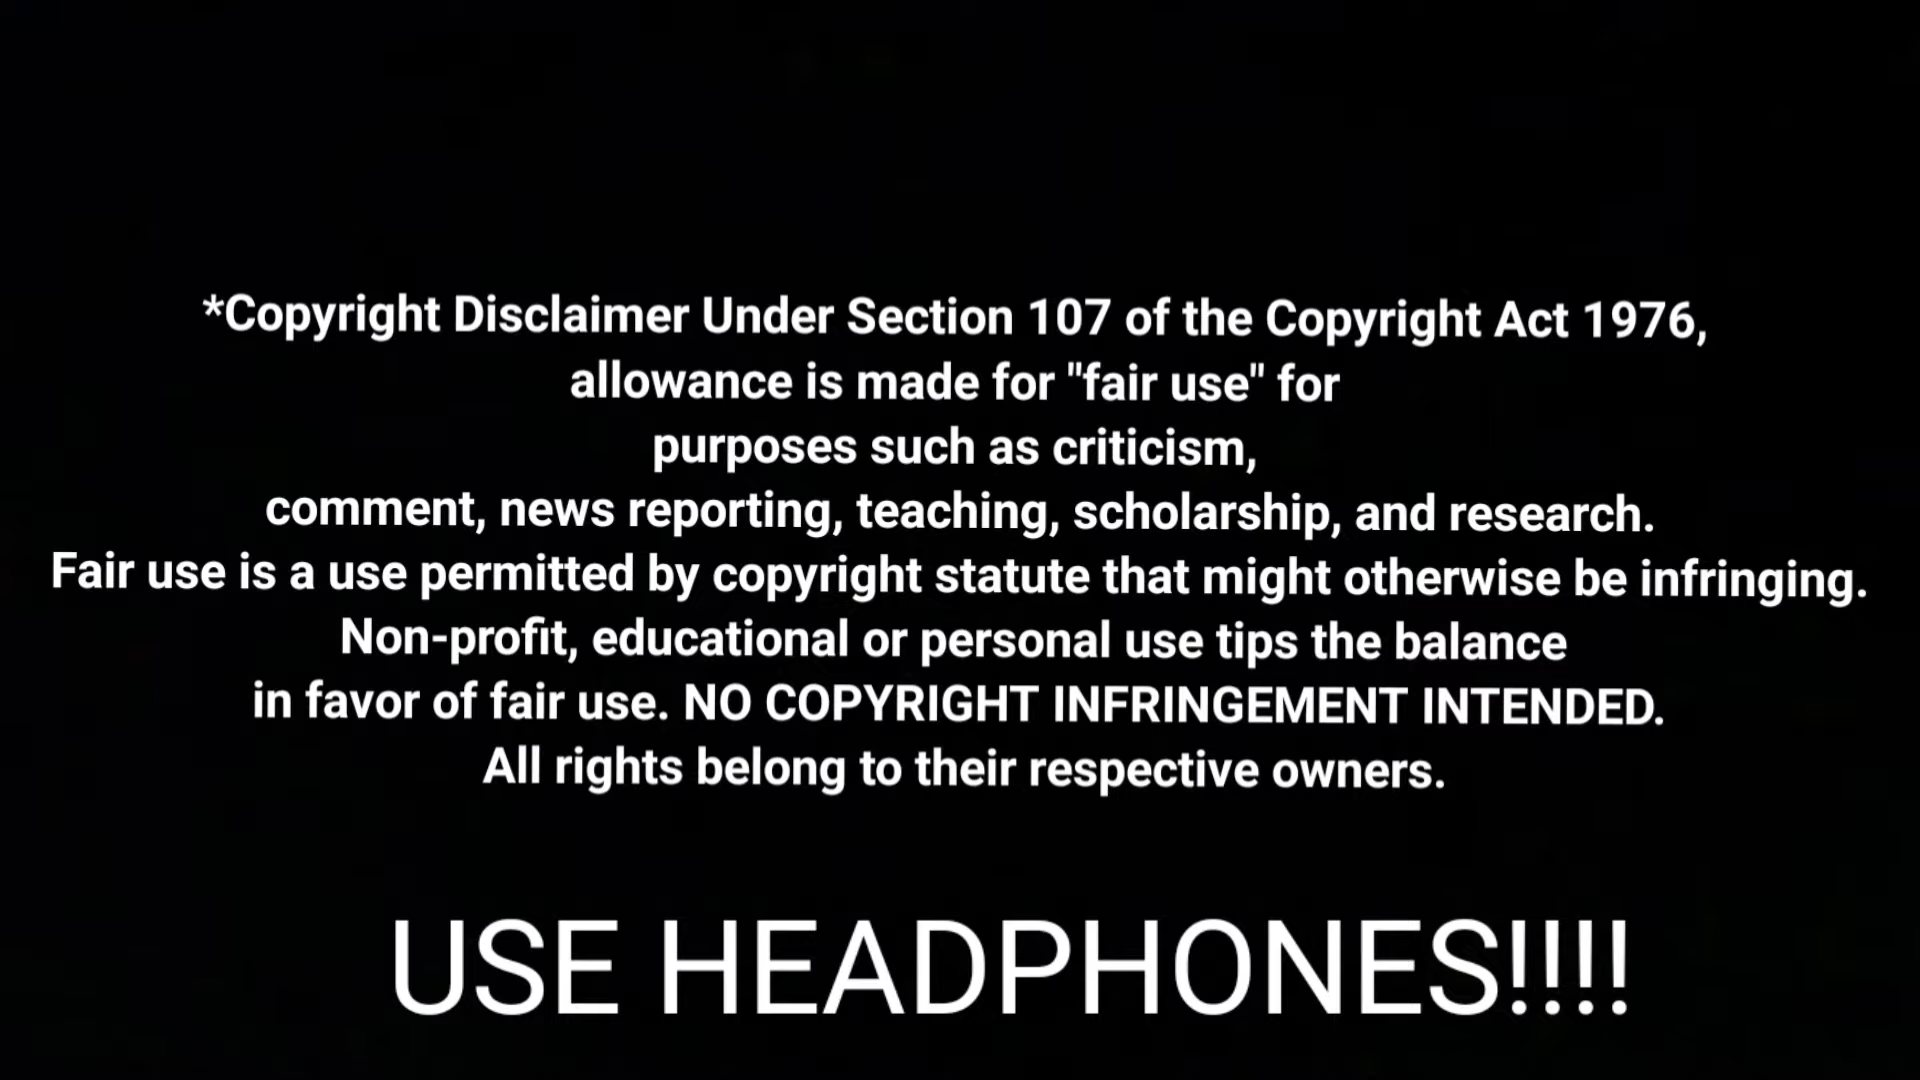 *Copyright Disclaimer Under Section 107 of the Copyright Act 1976,
allowance is made for "fair use" for
purposes such as criticism,
comment, news reporting, teaching, scholarship, and research.
Fair use is a use permitted by copyright statute that might otherwise be infringing.
Non-profit, educational or personal use tips the balance
in favor of fair use. NO COPYRIGHT INFRINGEMENT INTENDED.
All rights belong to their respective owners.
USE HEADPHONES!!!!